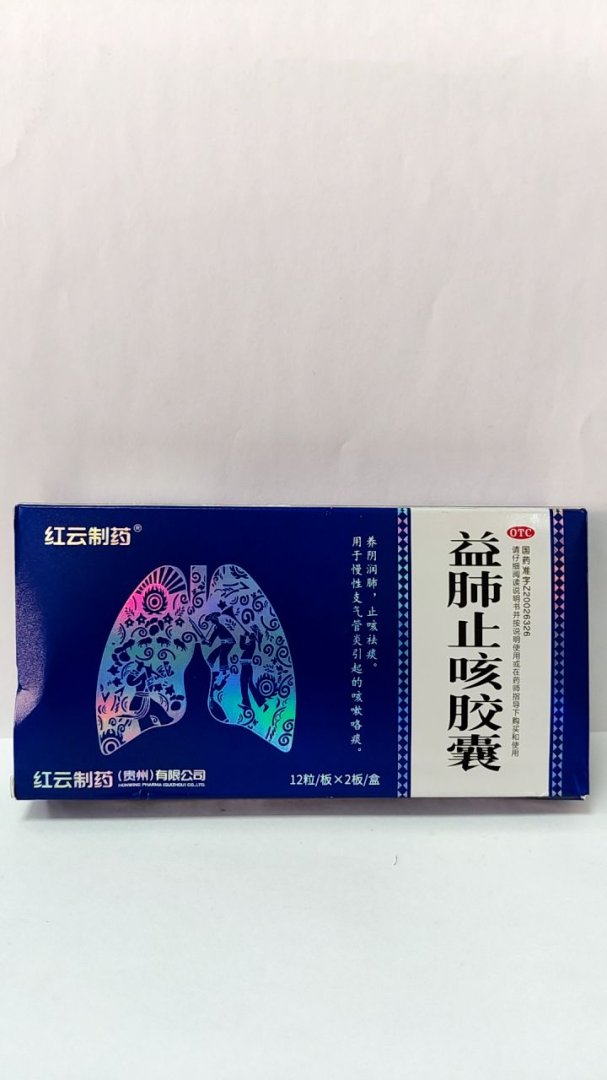 红云制药®
养阴润肺，止咳祛痰。
用于慢性支气管炎引起的咳嗽咯痰。
红云制药(贵州)有限公司
HONWING PHARMA (GUIZHOU) CO.,LTD.
12粒/板×2板/盒
OTC
国药准字Z20026326
请仔细阅读说明书并按说明使用或在药师指导下购买和使用
益肺止咳胶囊